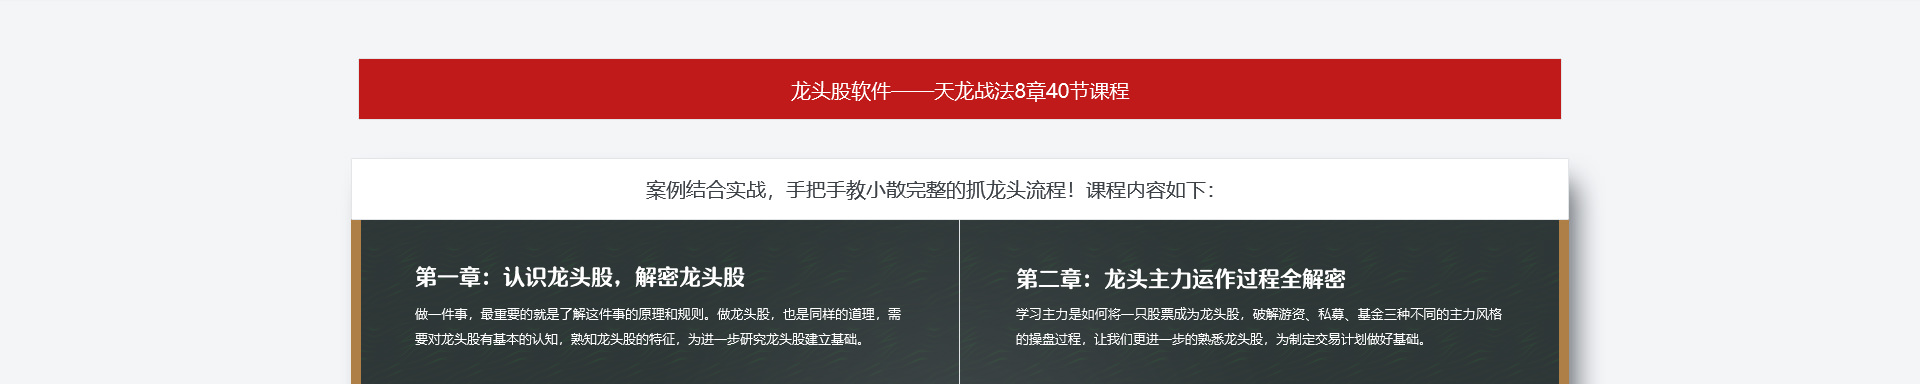 龙头股软件——天龙战法8章40节课程
案例结合实战，手把手教小散完整的抓龙头流程！课程内容如下：
第一章：认识龙头股，解密龙头股
做一件事，最重要的就是了解这件事的原理和规则。做龙头股，也是同样的道理，需
要对龙头股有基本的认知，熟知龙头股的特征，为进一步研究龙头股建立基础。
第二章：龙头主力运作过程全解密
学习主力是如何将一只股票成为龙头股，破解游资、私募、基金三种不同的主力风格
的操盘过程，让我们更进一步的熟悉龙头股，为制定交易计划做好基础。